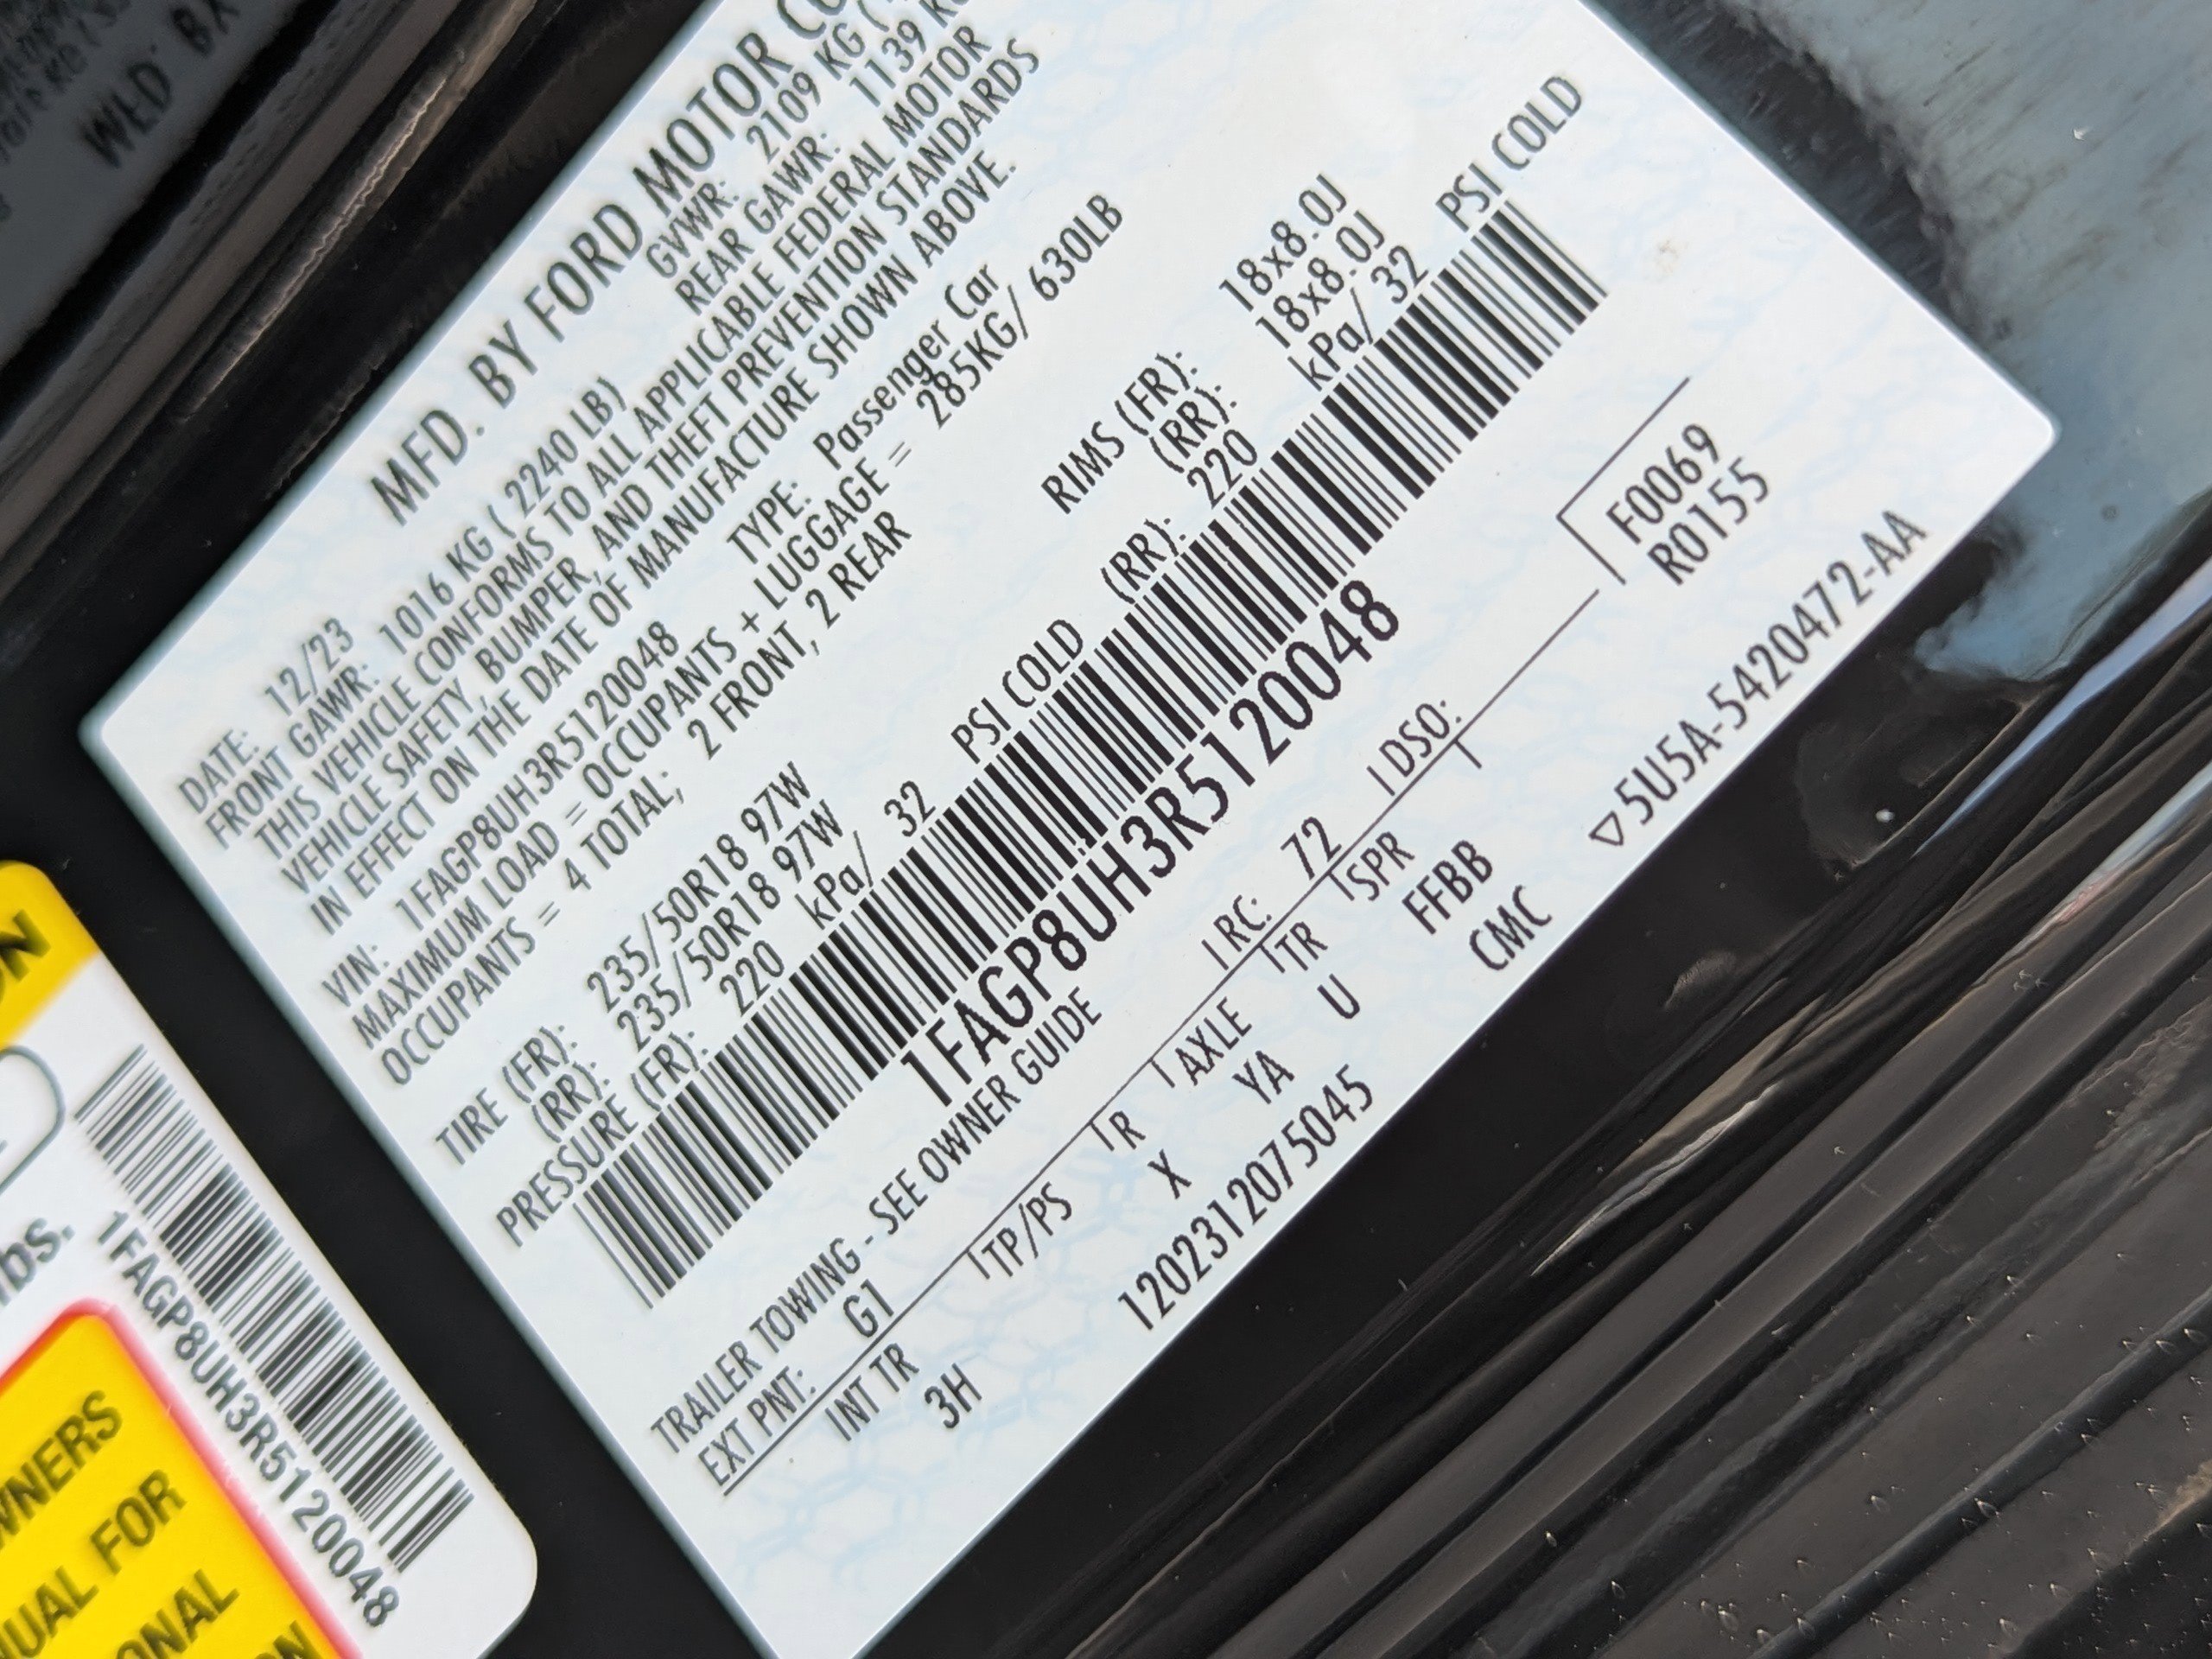 MFD. BY FORD MOTOR
DATE: 12/23 GVWR: 2109 KG (
FRONT GAWR: 1016 KG ( 2240 LB) REAR GAWR: 1139
THIS VEHICLE CONFORMS TO ALL APPLICABLE FEDERAL MOTOR
VEHICLE SAFETY, BUMPER, AND THEFT PREVENTION STANDARDS
IN EFFECT ON THE DATE OF MANUFACTURE SHOWN ABOVE.
VIN: 1FAGP8UH3R5120048 TYPE: Passenger Car
MAXIMUM LOAD = OCCUPANTS + LUGGAGE = 285KG/ 630LB
OCCUPANTS = 4 TOTAL; 2 FRONT, 2 REAR
TIRE (FR): 235/50R18 97W RIMS (FR): 18x8.0J
(RR): 235/50R18 97W (RR): 18x8.0J
PRESSURE (FR): 220 kPa/ 32 PSI COLD (RR): 220 kPa/ 32 PSI COLD
1FAGP8UH3R5120048
TRAILER TOWING - SEE OWNER GUIDE
EXT PNT: G1 RC: 72 DSO:
INT TR TP/PS R AXLE TR SPR F0069
3H X YA U FFBB R0155
1202312075045 CMC ▽5U5A-5420472-AA
WLD
1FAGP8UH3R5120048
FOR